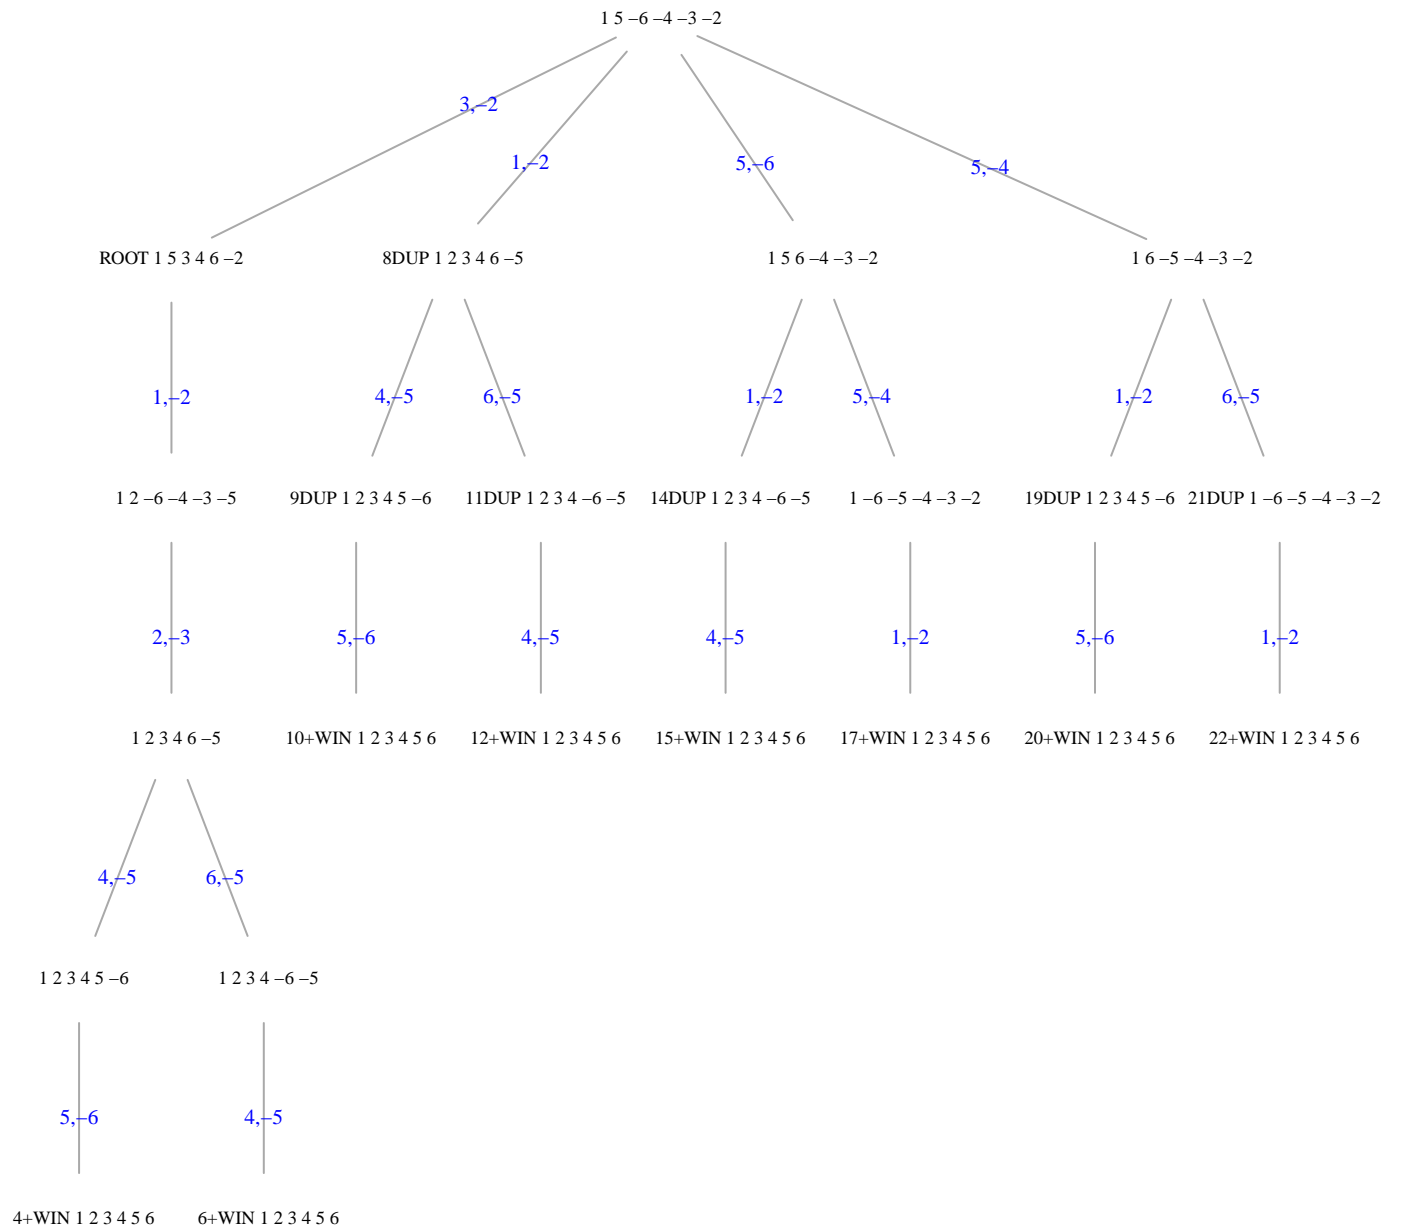 1 5 –6 –4 –3 –2
3,–2
1,–2
5,–6
5,–4
ROOT 1 5 3 4 6 –2
8DUP 1 2 3 4 6 –5
1 5 6 –4 –3 –2
1 6 –5 –4 –3 –2
1,–2
4,–5
6,–5
1,–2
5,–4
1,–2
6,–5
1 2 –6 –4 –3 –5
9DUP 1 2 3 4 5 –6
11DUP 1 2 3 4 –6 –5
14DUP 1 2 3 4 –6 –5
1 –6 –5 –4 –3 –2
19DUP 1 2 3 4 5 –6
21DUP 1 –6 –5 –4 –3 –2
2,–3
5,–6
4,–5
4,–5
1,–2
5,–6
1,–2
1 2 3 4 6 –5
10+WIN 1 2 3 4 5 6
12+WIN 1 2 3 4 5 6
15+WIN 1 2 3 4 5 6
17+WIN 1 2 3 4 5 6
20+WIN 1 2 3 4 5 6
22+WIN 1 2 3 4 5 6
4,–5
6,–5
1 2 3 4 5 –6
1 2 3 4 –6 –5
5,–6
4,–5
4+WIN 1 2 3 4 5 6
6+WIN 1 2 3 4 5 6